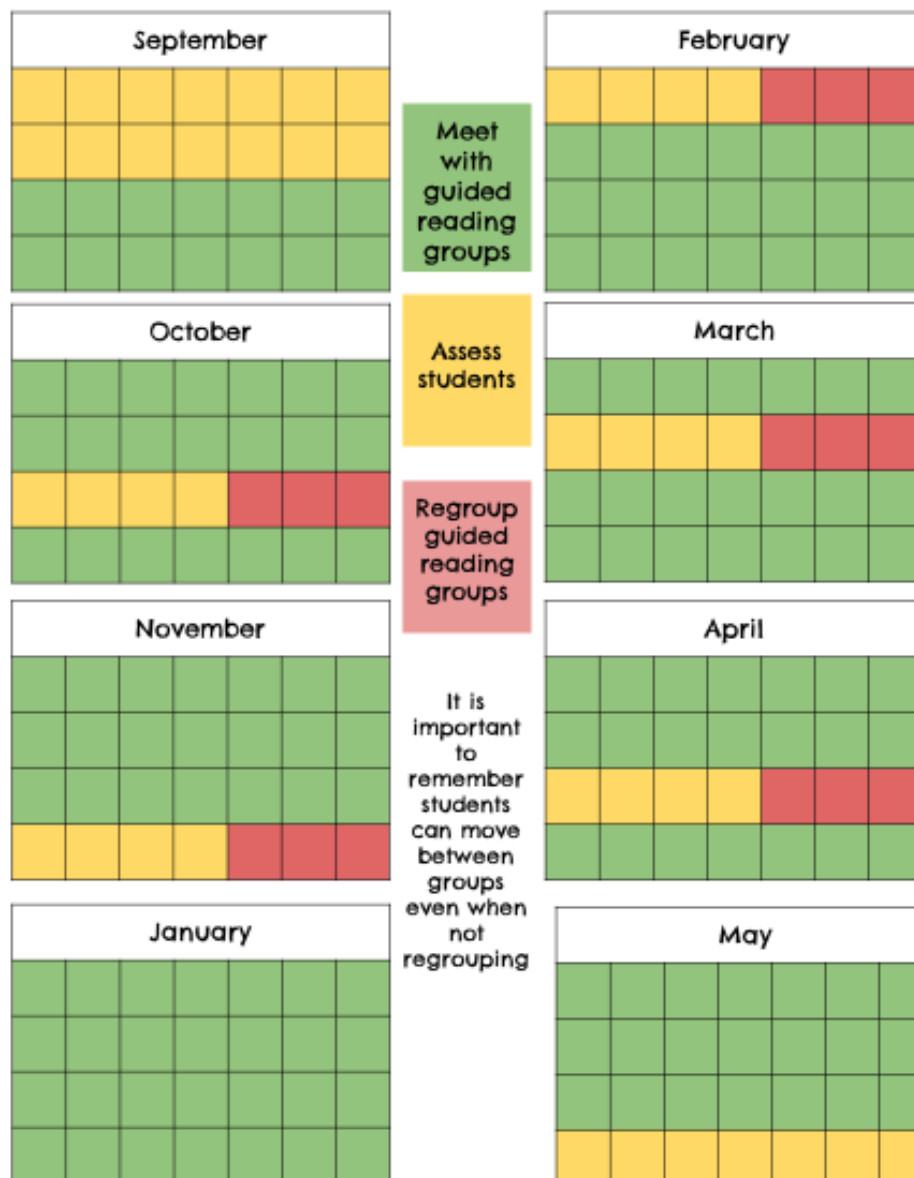 September
October
November
January
Meet
with
guided
reading
groups
Assess
students
Regroup
guided
reading
groups
It is
important
to
remember
students
can move
between
groups
even when
not
regrouping
February
March
April
May